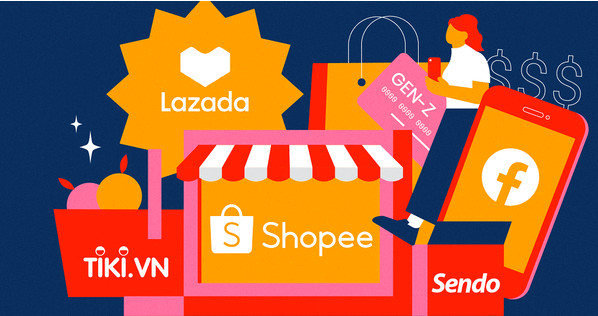 Lazada
GEN-Z
9999 9999 9999
$$$
f
TIKI.VN
S Shopee
Sendo